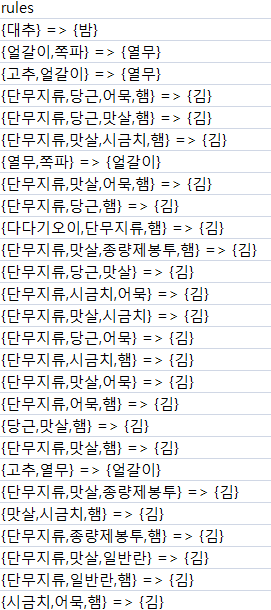 rules
{대추} => {밤}
{얼갈이,쪽파} => {열무}
{고추,얼갈이} => {열무}
{단무지류,당근,어묵,햄} => {김}
{단무지류,당근,맛살,햄} => {김}
{단무지류,맛살,시금치,햄} => {김}
{열무,쪽파} => {얼갈이}
{단무지류,맛살,어묵,햄} => {김}
{단무지류,당근,햄} => {김}
{다다기오이,단무지류,햄} => {김}
{단무지류,맛살,종량제봉투,햄} => {김}
{단무지류,당근,맛살} => {김}
{단무지류,시금치,어묵} => {김}
{단무지류,맛살,시금치} => {김}
{단무지류,당근,어묵} => {김}
{단무지류,시금치,햄} => {김}
{단무지류,맛살,어묵} => {김}
{단무지류,어묵,햄} => {김}
{당근,맛살,햄} => {김}
{단무지류,맛살,햄} => {김}
{고추,열무} => {얼갈이}
{단무지류,맛살,종량제봉투} => {김}
{맛살,시금치,햄} => {김}
{단무지류,종량제봉투,햄} => {김}
{단무지류,맛살,일반란} => {김}
{단무지류,일반란,햄} => {김}
{시금치,어묵,햄} => {김}